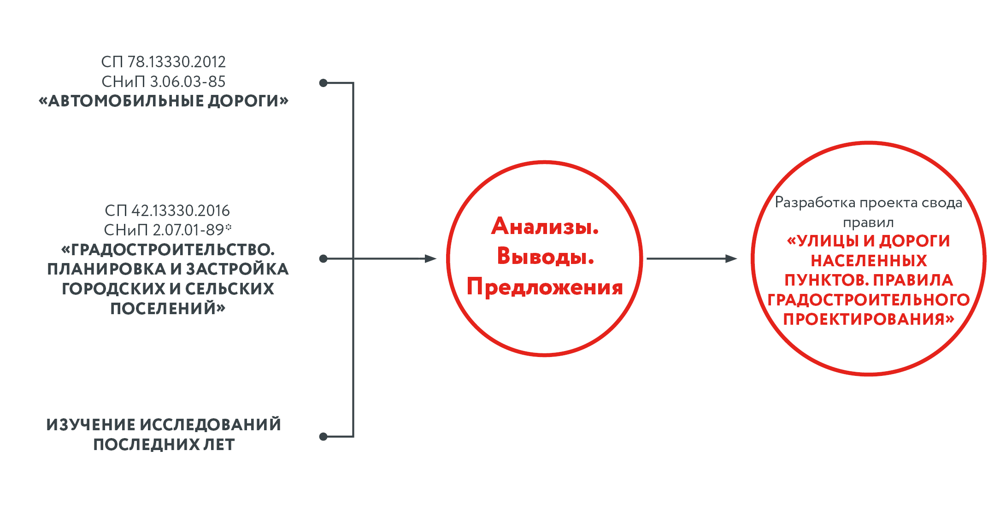 СП 78.13330.2012
СНиП 3.06.03-85
«АВТОМОБИЛЬНЫЕ ДОРОГИ»
СП 42.13330.2016
СНиП 2.07.01-89*
«ГРАДОСТРОИТЕЛЬСТВО.
ПЛАНИРОВКА И ЗАСТРОЙКА
ГОРОДСКИХ И СЕЛЬСКИХ
ПОСЕЛЕНИЙ»
ИЗУЧЕНИЕ ИССЛЕДОВАНИЙ
ПОСЛЕДНИХ ЛЕТ
Анализы.
Выводы.
Предложения
Разработка проекта свода
правил
«УЛИЦЫ И ДОРОГИ
НАСЕЛЕННЫХ
ПУНКТОВ. ПРАВИЛА
ГРАДОСТРОИТЕЛЬНОГО
ПРОЕКТИРОВАНИЯ»